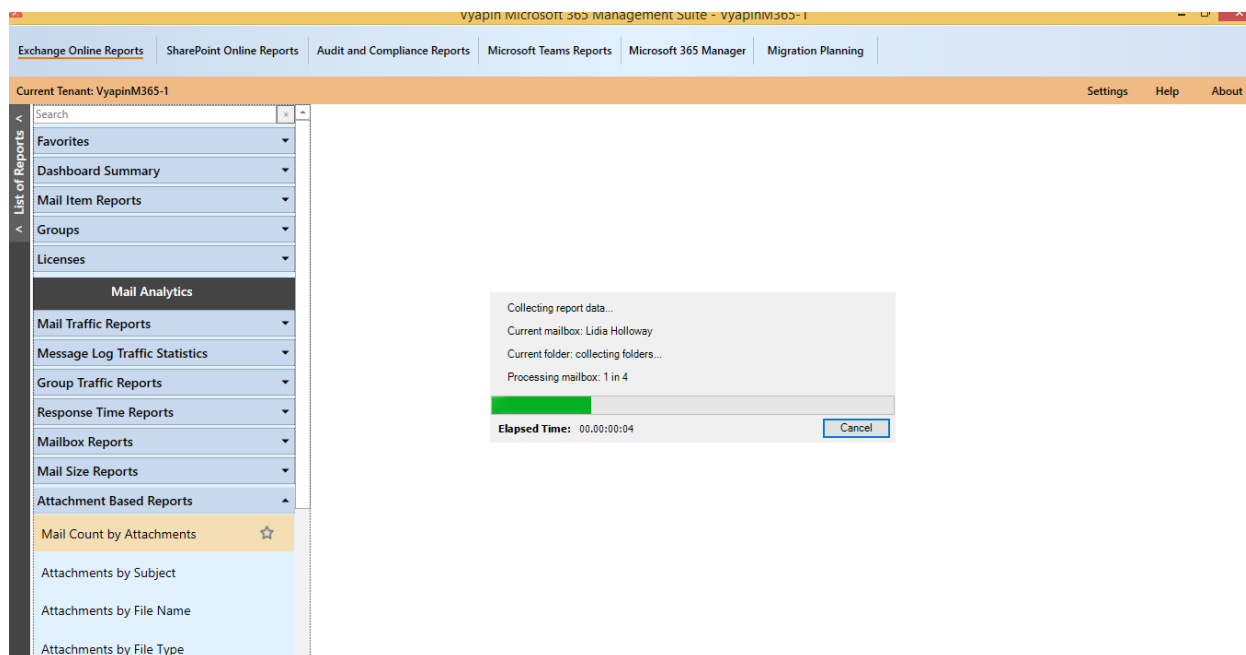 Vyapin Microsoft 365 Management Suite - VyapinM365-1
Exchange Online Reports SharePoint Online Reports Audit and Compliance Reports Microsoft Teams Reports Microsoft 365 Manager Migration Planning
Current Tenant: VyapinM365-1 Settings Help About
< List of Reports <
Search
Favorites
Dashboard Summary
Mail Item Reports
Groups
Licenses
Mail Analytics
Mail Traffic Reports
Message Log Traffic Statistics
Group Traffic Reports
Response Time Reports
Mailbox Reports
Mail Size Reports
Attachment Based Reports
Mail Count by Attachments
Attachments by Subject
Attachments by File Name
Attachments by File Type
Collecting report data...
Current mailbox: Lidia Holloway
Current folder: collecting folders...
Processing mailbox: 1 in 4
Elapsed Time: 00.00:00:04 Cancel